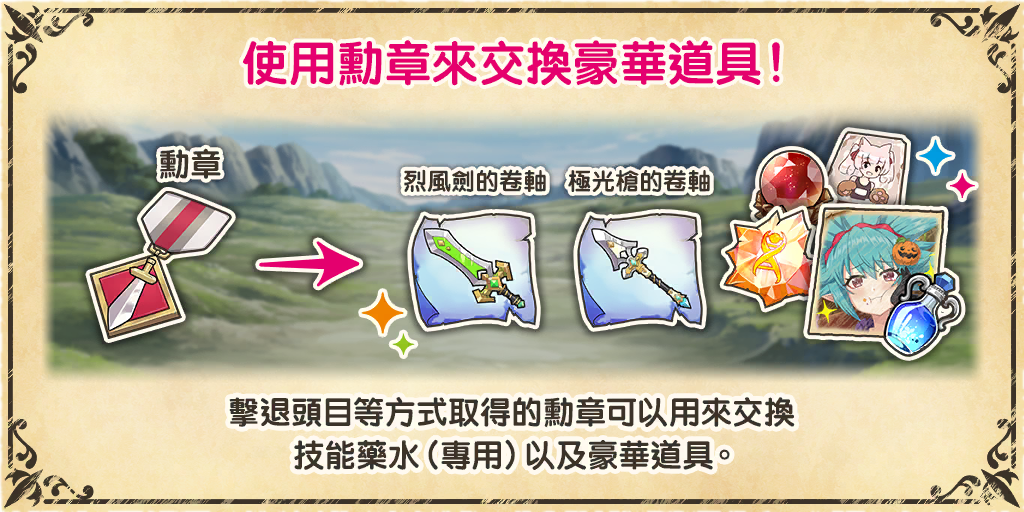 使用勳章來交換豪華道具！
勳章
烈風劍的卷軸
極光槍的卷軸
擊退頭目等方式取得的勳章可以用來交換
技能藥水（專用）以及豪華道具。